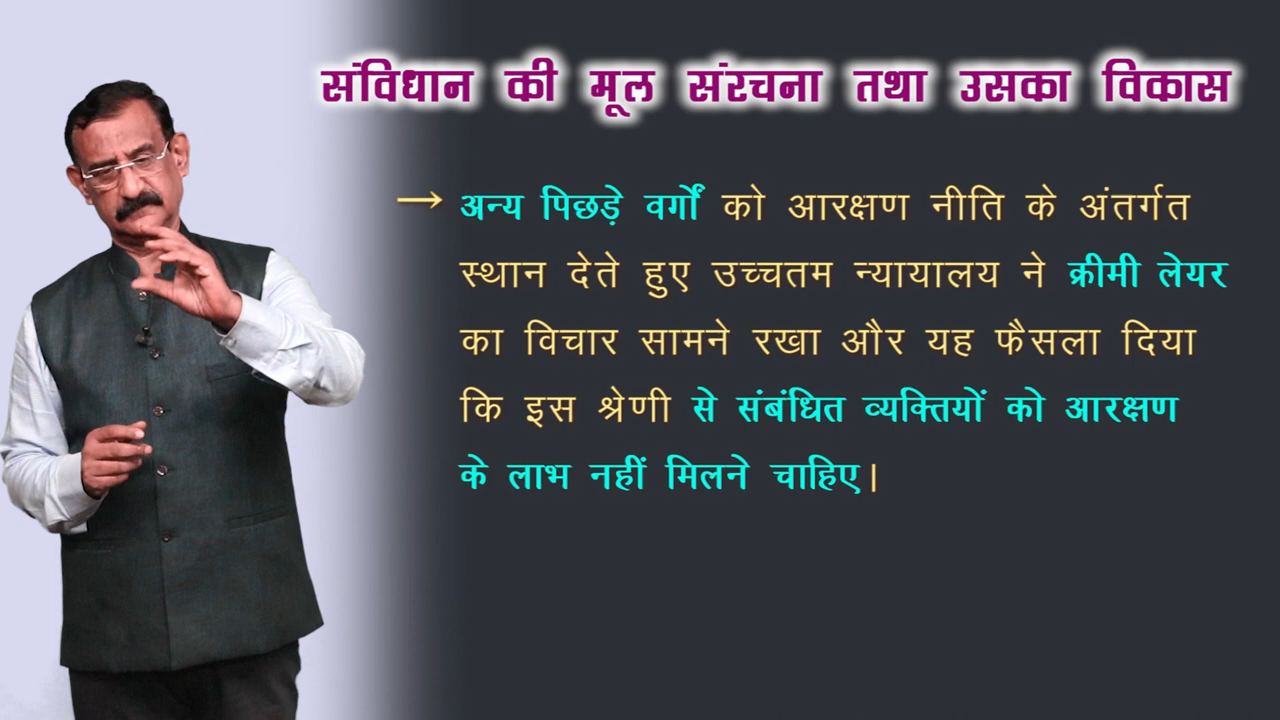 संविधान की मूल संरचना तथा उसका विकास
→ अन्य पिछड़े वर्गों को आरक्षण नीति के अंतर्गत
स्थान देते हुए उच्चतम न्यायालय ने क्रीमी लेयर
का विचार सामने रखा और यह फैसला दिया
कि इस श्रेणी से संबंधित व्यक्तियों को आरक्षण
के लाभ नहीं मिलने चाहिए|